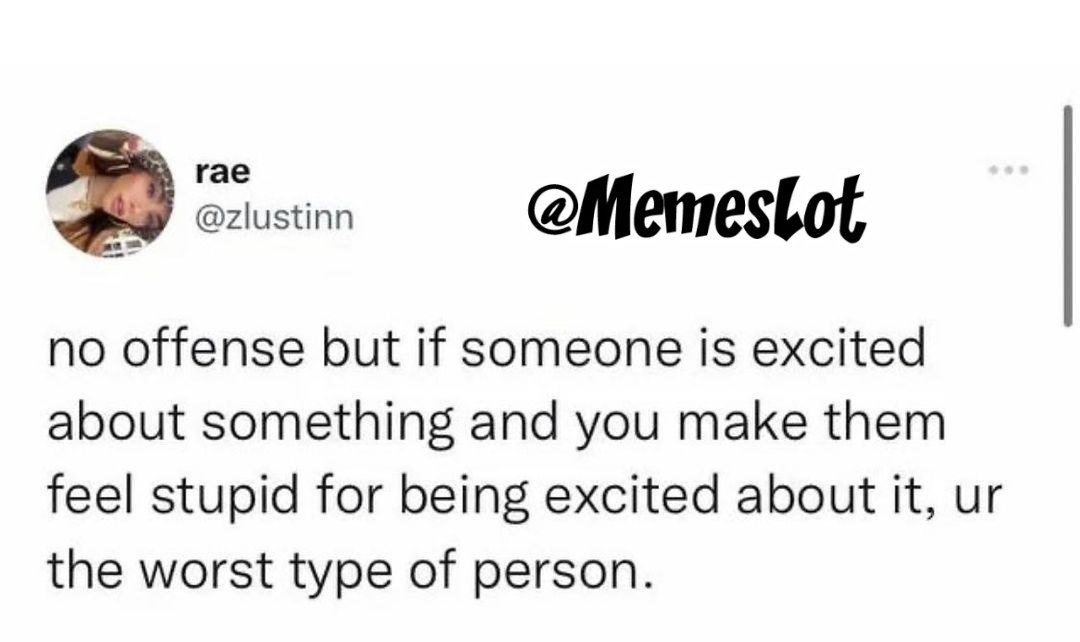 rae
@zlustinn
@MemesLot
no offense but if someone is excited
about something and you make them
feel stupid for being excited about it, ur
the worst type of person.